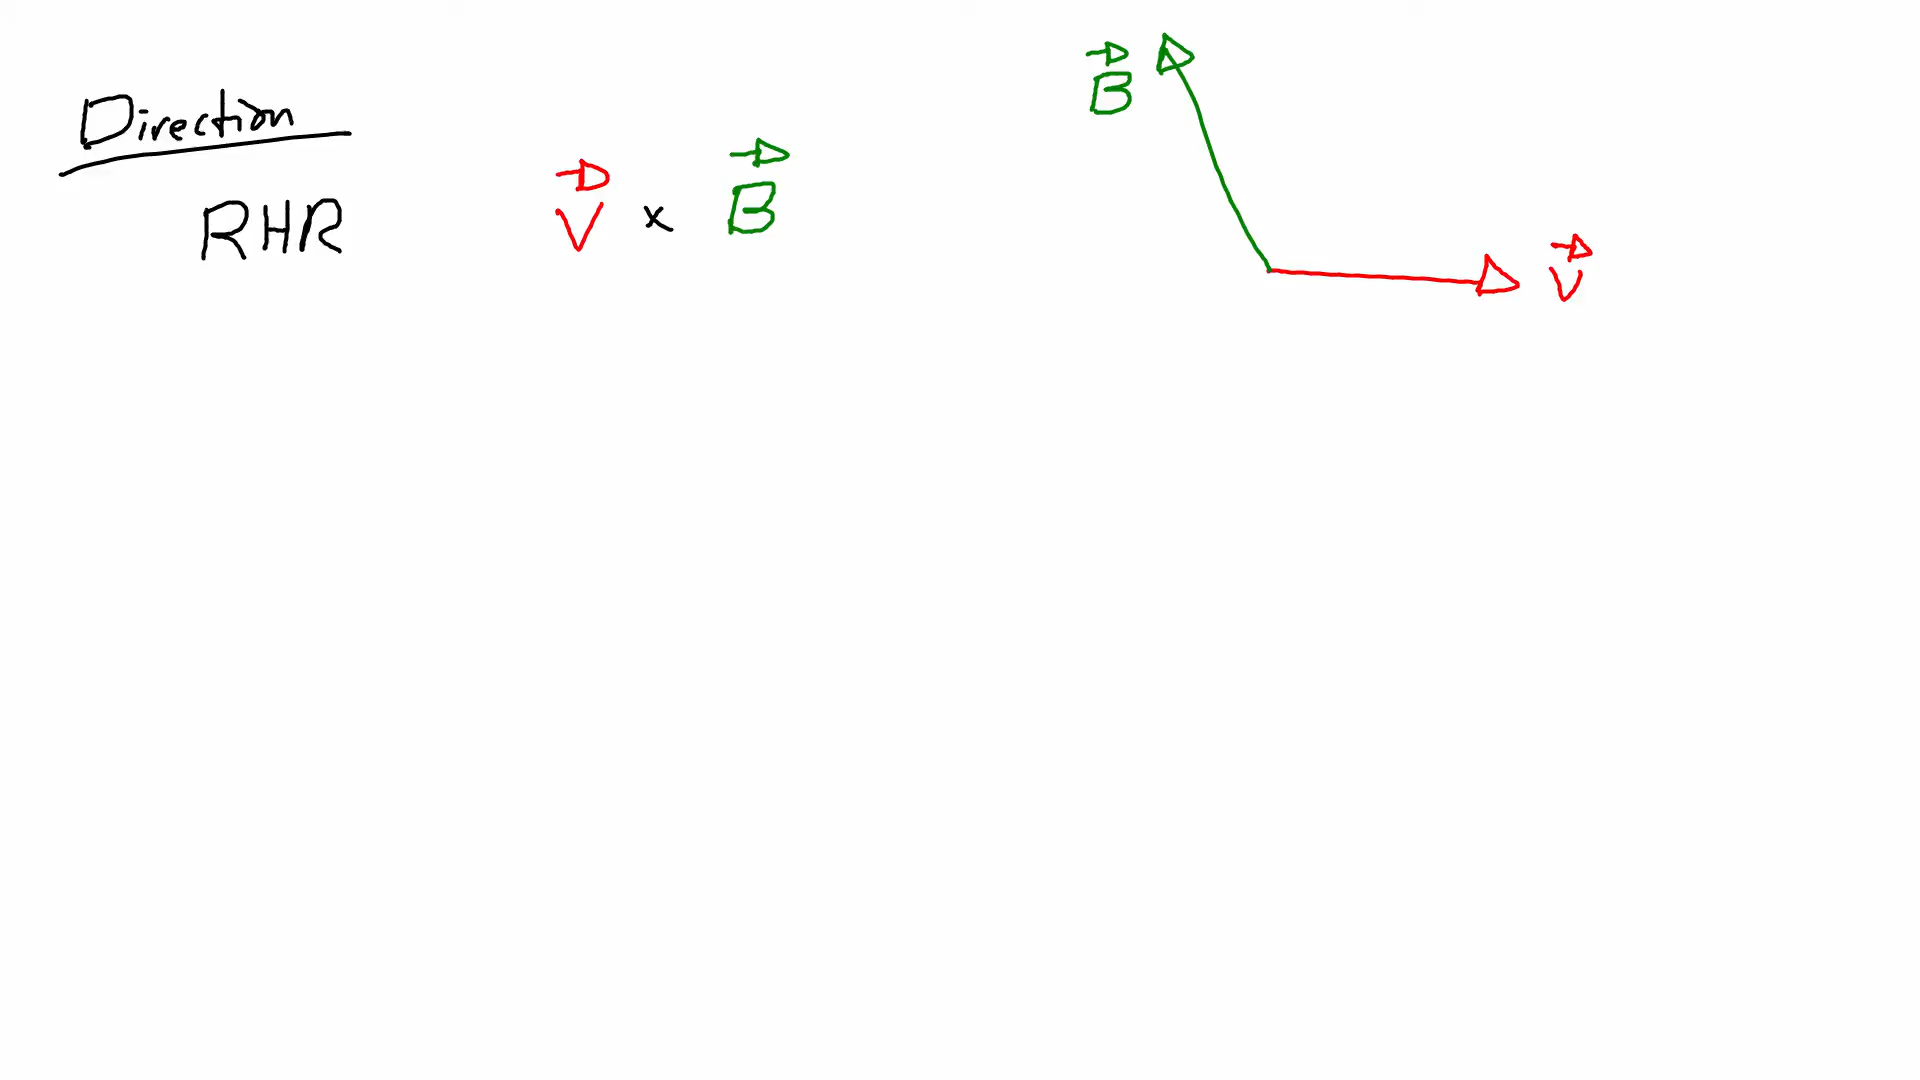 Direction
RHR
V⃗ × B⃗
B⃗
V⃗